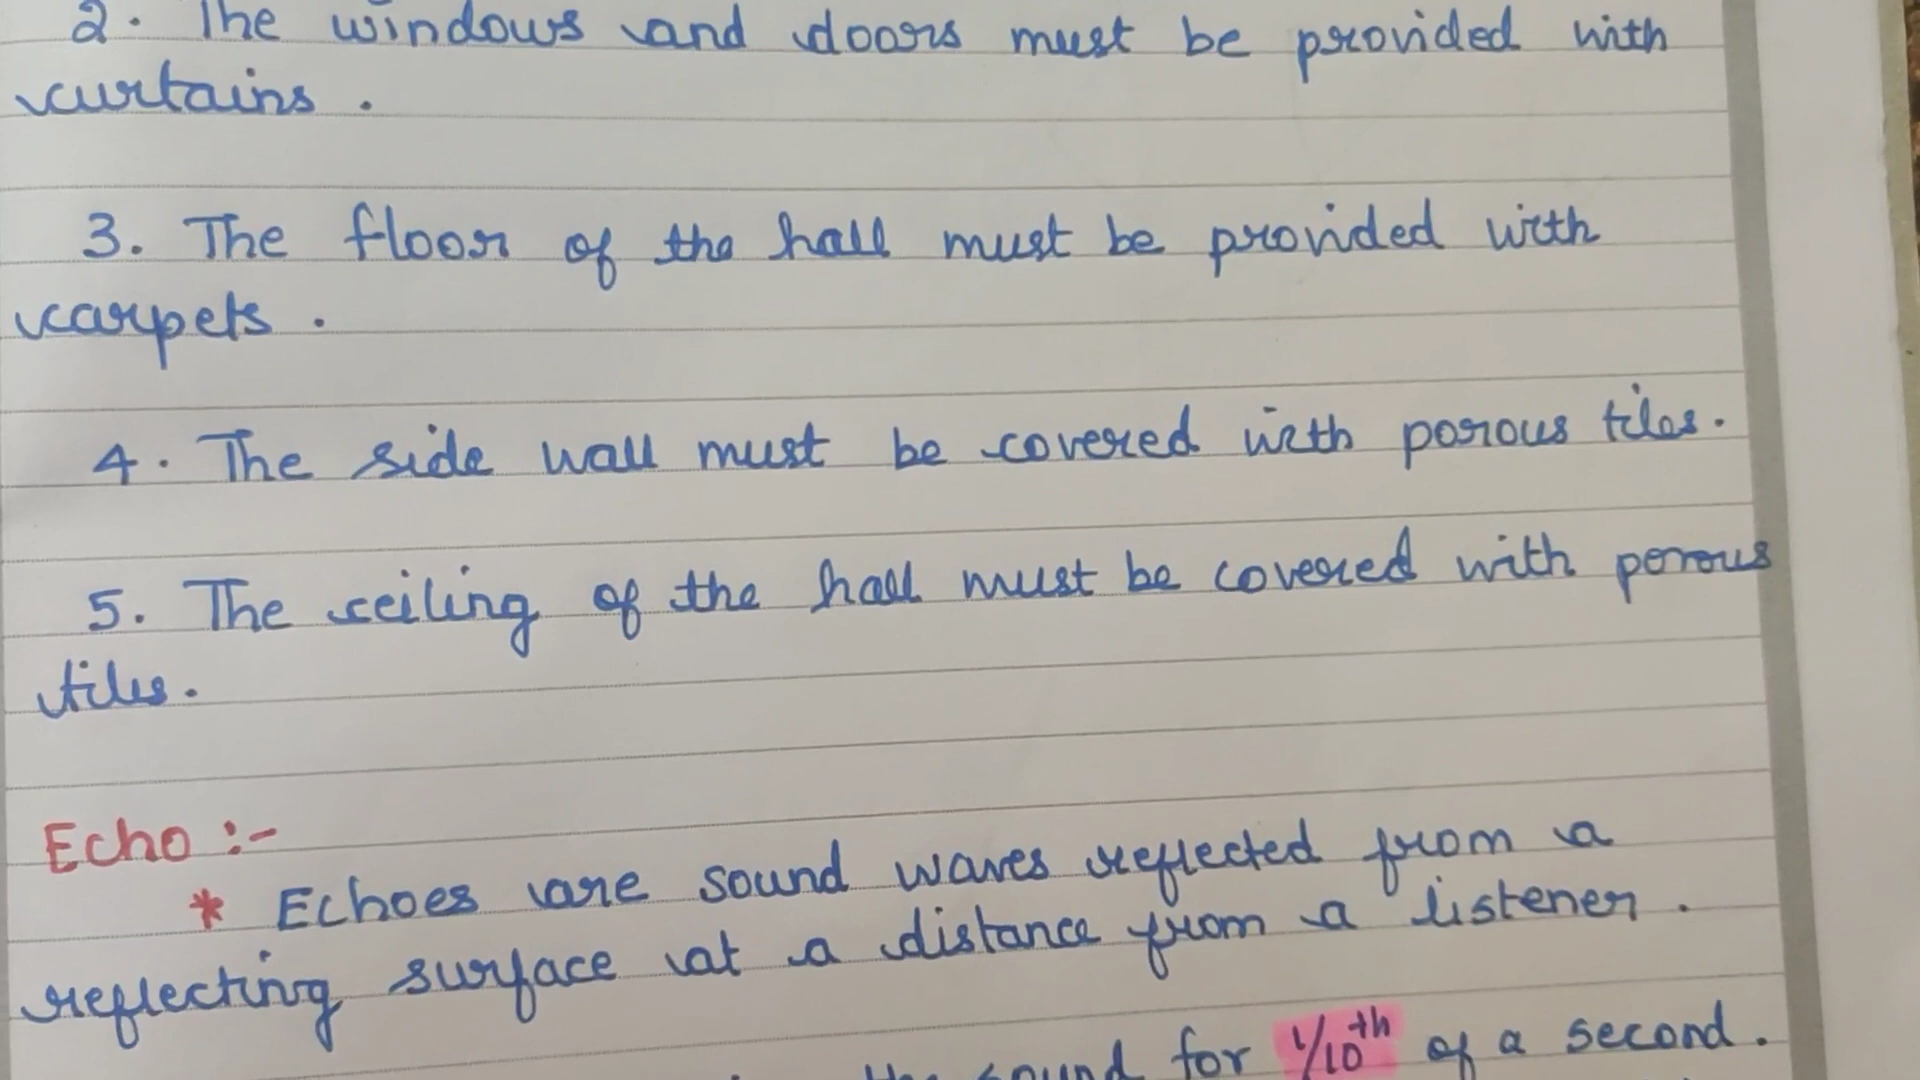 2. The windows and doors must be provided with
curtains.
3. The floor of the hall must be provided with
carpets.
4. The side wall must be covered with porous tiles.
5. The ceiling of the hall must be covered with porous
tiles.
Echo :-
* Echoes are sound waves reflected from a
reflecting surface at a distance from a listener.
the sound for 1/10th of a second.